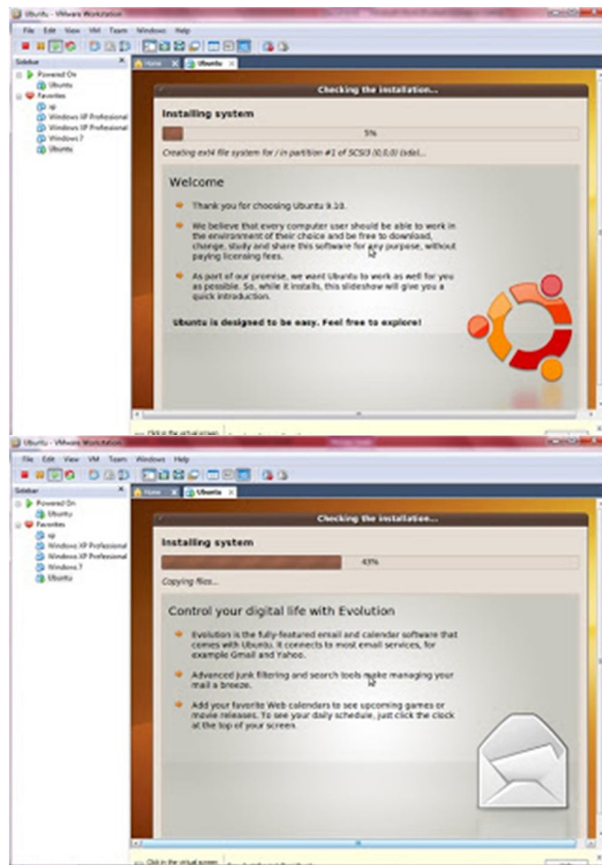 Ubuntu - VMware Workstation
File Edit View VM Team Windows Help
Sidebar
Home Ubuntu
Powered On
Ubuntu
Favorites
xp
Windows XP Professional
Windows XP Professional
Windows 7
Ubuntu
Checking the installation...
Installing system
5%
Creating ext4 file system for / in partition #1 of SCSI3 (0,0,0) (sda)...
Welcome
Thank you for choosing Ubuntu 9.10.
We believe that every computer user should be able to work in
the environment of their choice and be free to download,
change, study and share this software for any purpose, without
paying licensing fees.
As part of our promise, we want Ubuntu to work as well for you
as possible. So, while it installs, this slideshow will give you a
quick introduction.
Ubuntu is designed to be easy. Feel free to explore!
Click in the virtual screen
Ubuntu - VMware Workstation
File Edit View VM Team Windows Help
Sidebar
Home Ubuntu
Powered On
Ubuntu
Favorites
xp
Windows XP Professional
Windows XP Professional
Windows 7
Ubuntu
Checking the installation...
Installing system
43%
Copying files...
Control your digital life with Evolution
Evolution is the fully-featured email and calendar software that
comes with Ubuntu. It connects to most email services, for
example Gmail and Yahoo.
Advanced junk filtering and search tools make managing your
mail a breeze.
Add your favorite Web calendars to see upcoming games or
movie releases. To see your daily schedule, just click the clock
at the top of your screen.
Click in the virtual screen